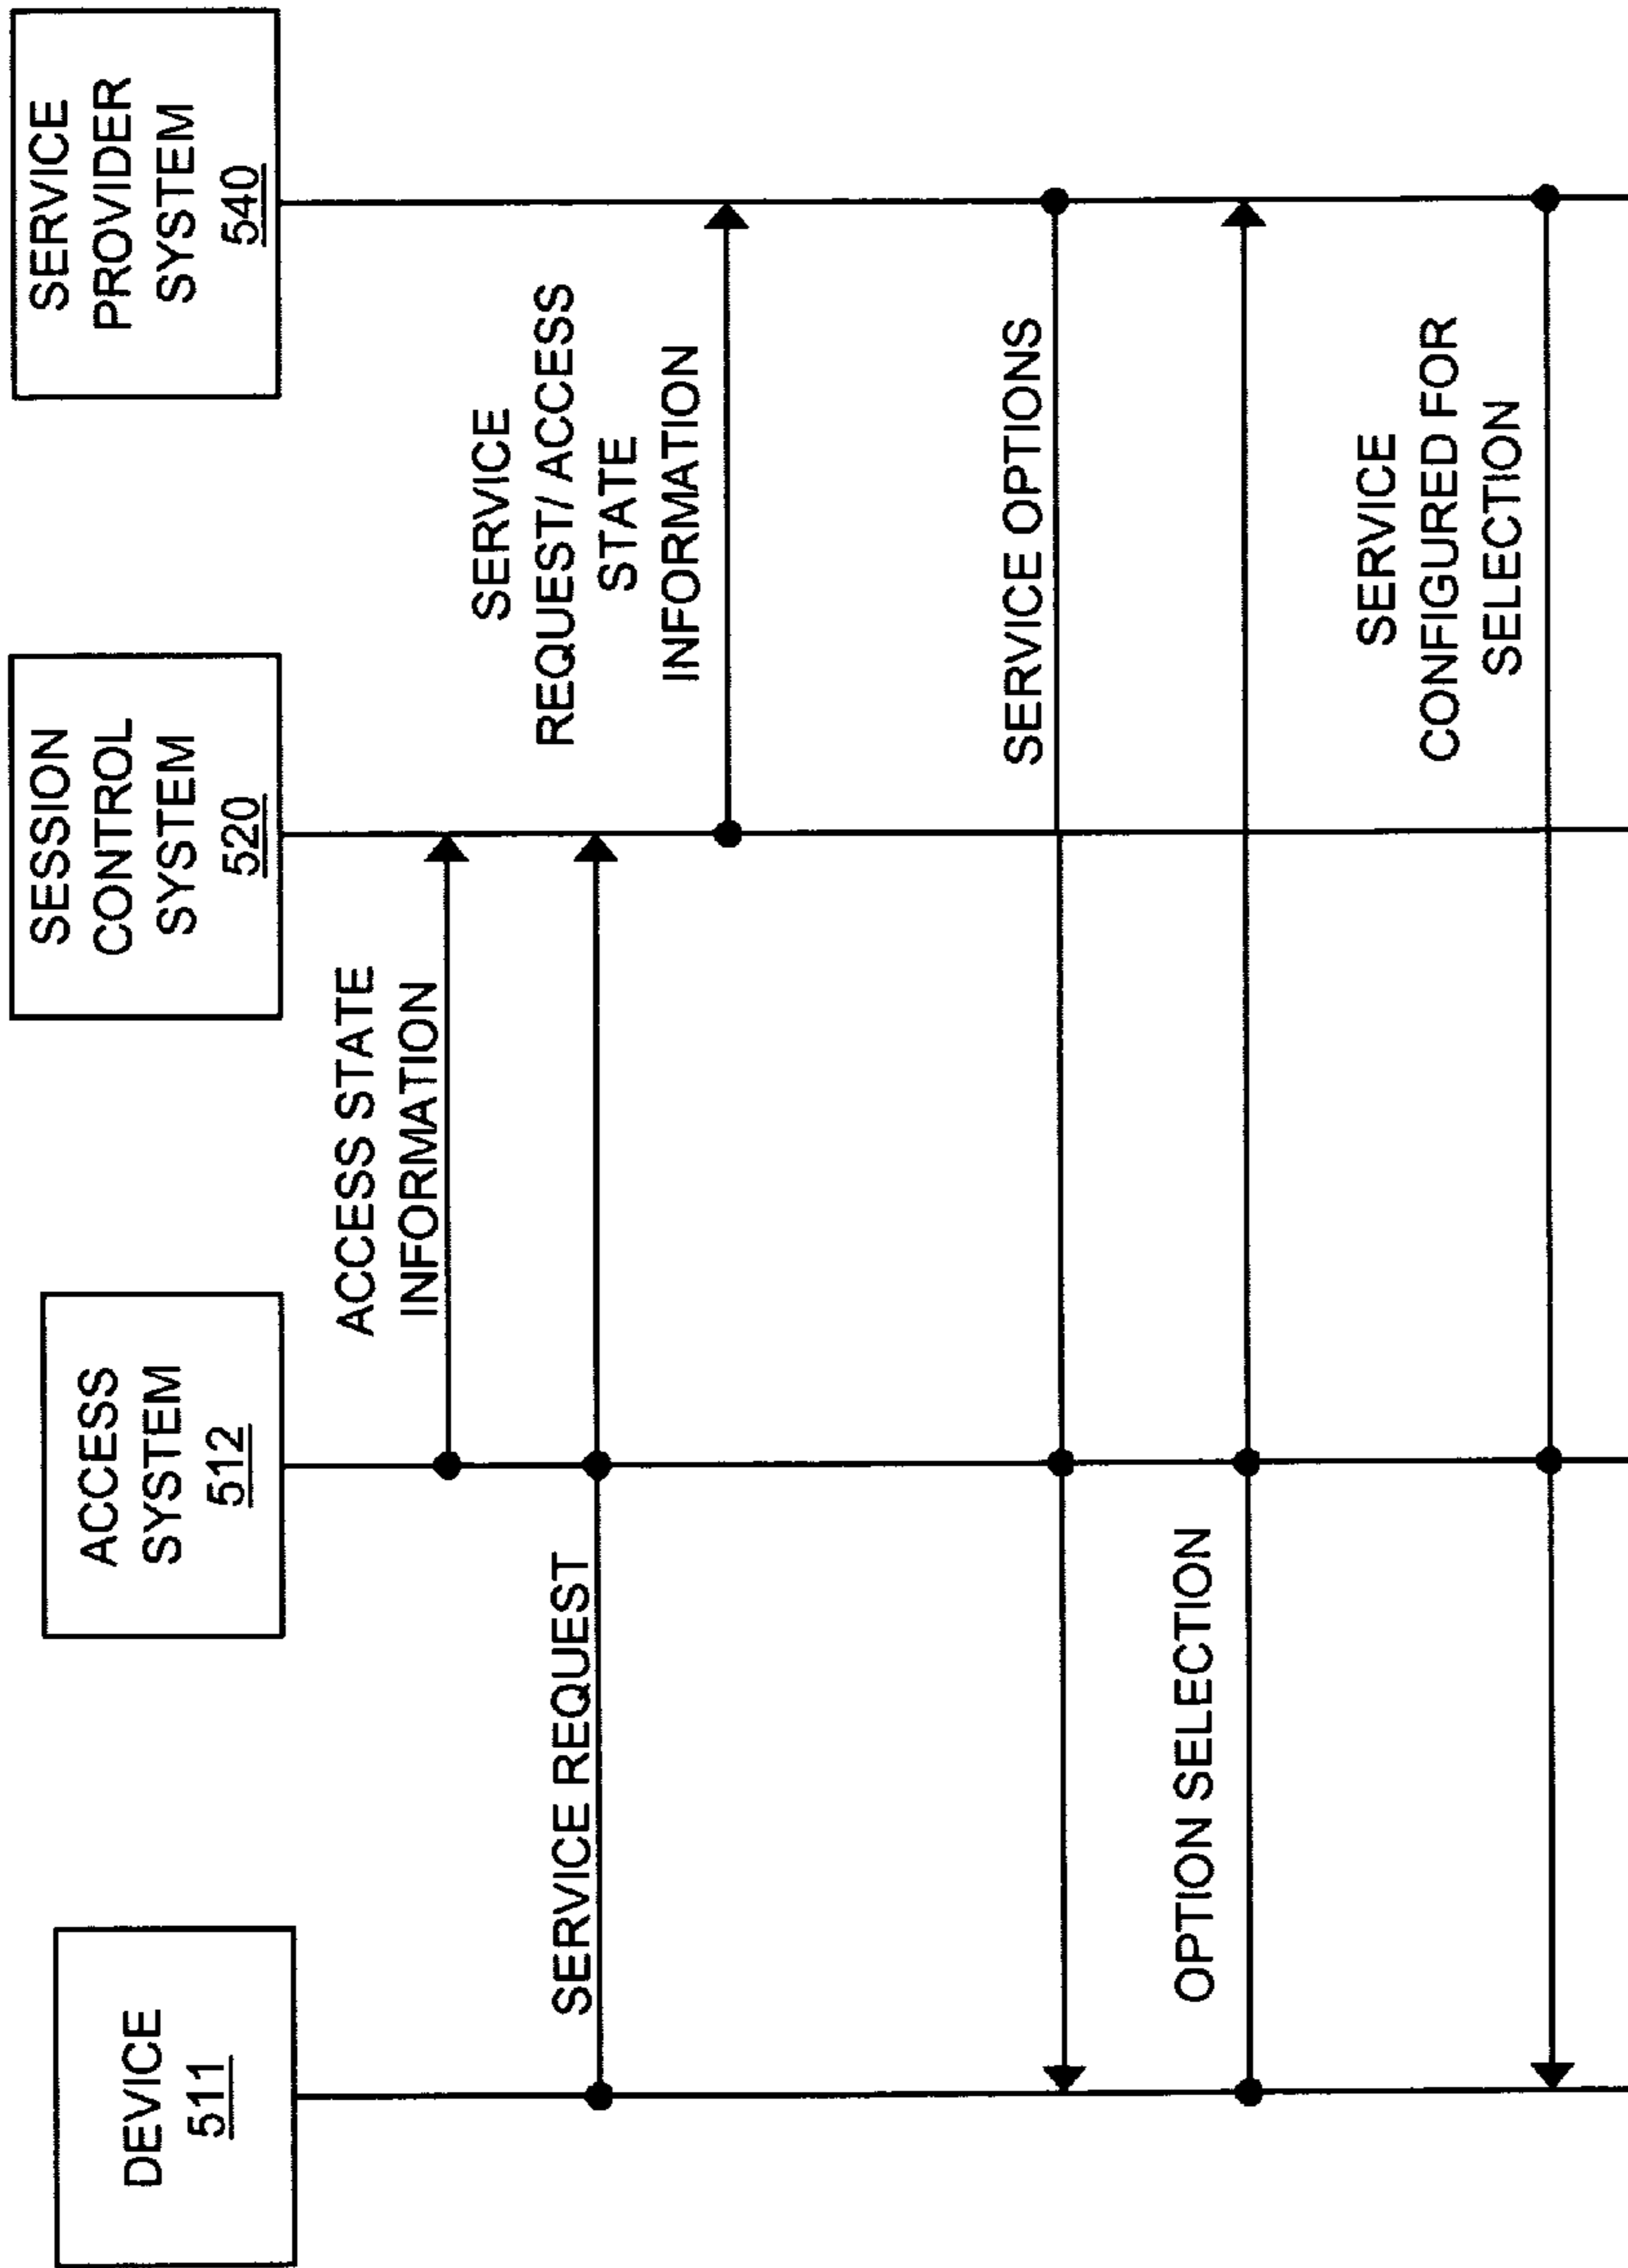 DEVICE
511
ACCESS
SYSTEM
512
SESSION
CONTROL
SYSTEM
520
SERVICE
PROVIDER
SYSTEM
540
ACCESS STATE
INFORMATION
SERVICE REQUEST
SERVICE
REQUEST/ ACCESS
STATE
INFORMATION
SERVICE OPTIONS
OPTION SELECTION
SERVICE
CONFIGURED FOR
SELECTION